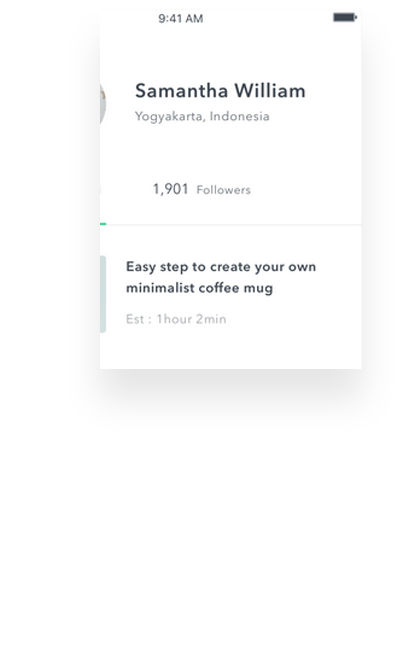 9:41 AM
Samantha William
Yogyakarta, Indonesia
1,901 Followers
Easy step to create your own
minimalist coffee mug
Est : 1hour 2min